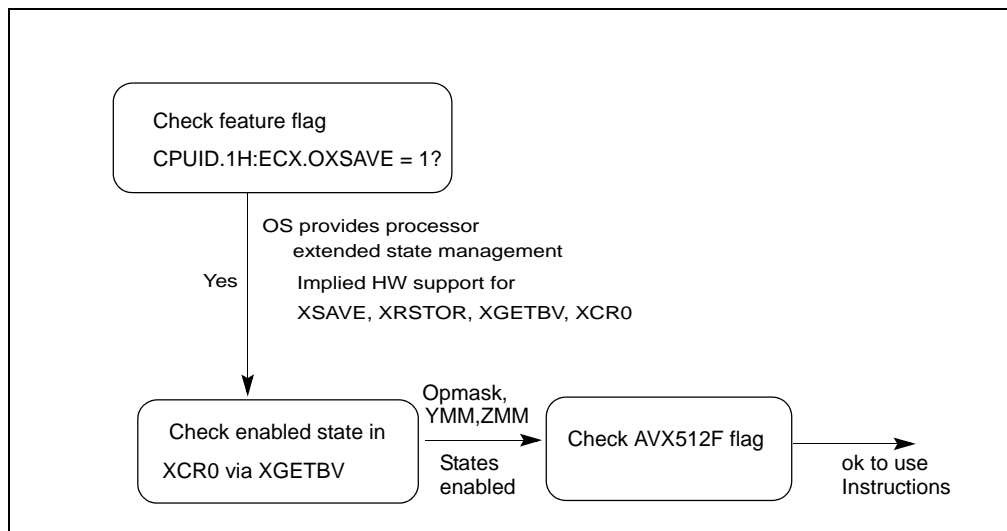 Check feature flag
CPUID.1H:ECX.OXSAVE = 1?
OS provides processor
extended state management
Yes
Implied HW support for
XSAVE, XRSTOR, XGETBV, XCR0
Check enabled state in
XCR0 via XGETBV
Opmask,
YMM,ZMM
States
enabled
Check AVX512F flag
ok to use
Instructions